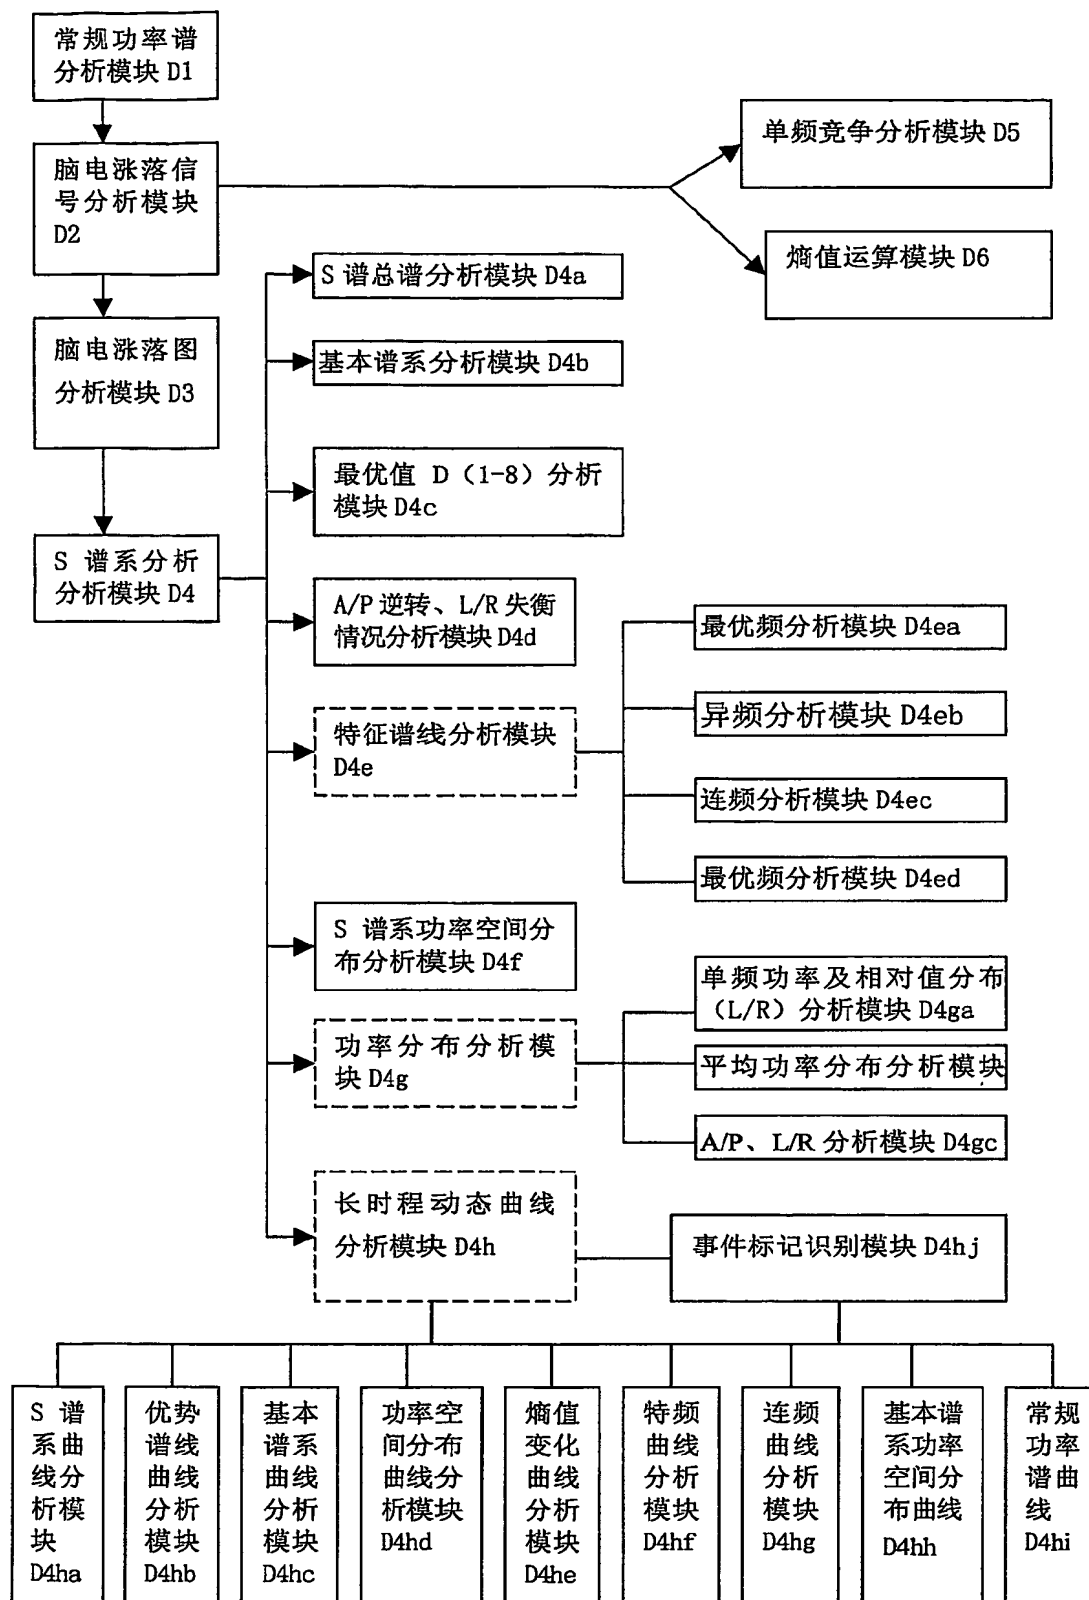 常规功率谱
分析模块 D1
脑电涨落信
号分析模块
D2
单频竞争分析模块 D5
熵值运算模块 D6
脑电涨落图
分析模块 D3
S 谱系分析
分析模块 D4
S 谱总谱分析模块 D4a
基本谱系分析模块 D4b
最优值 D（1-8）分析
模块 D4c
A/P 逆转、L/R 失衡
情况分析模块 D4d
特征谱线分析模块
D4e
最优频分析模块 D4ea
异频分析模块 D4eb
连频分析模块 D4ec
最优频分析模块 D4ed
S 谱系功率空间分
布分析模块 D4f
功率分布分析模
块 D4g
单频功率及相对值分布
（L/R）分析模块 D4ga
平均功率分布分析模块
A/P、L/R 分析模块 D4gc
长时程动态曲线
分析模块 D4h
事件标记识别模块 D4hj
S 谱
系曲
线分
析模
块
D4ha
优势
谱线
曲线
分析
模块
D4hb
基本
谱系
曲线
分析
模块
D4hc
功率空
间分布
曲线分
析模块
D4hd
熵值
变化
曲线
分析
模块
D4he
特频
曲线
分析
模块
D4hf
连频
曲线
分析
模块
D4hg
基本谱
系功率
空间分
布曲线
D4hh
常规
功率
谱曲
线
D4hi